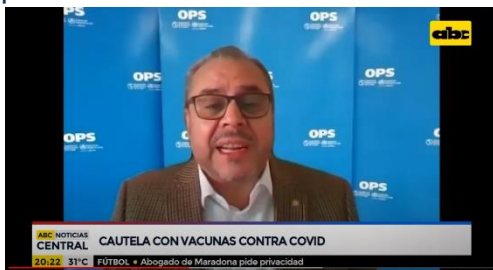 OPS
abc
OPS
OPS
OPS
OPS
OPS
ABC NOTICIAS
CENTRAL
CAUTELA CON VACUNAS CONTRA COVID
20:22 31°C FÚTBOL • Abogado de Maradona pide privacidad